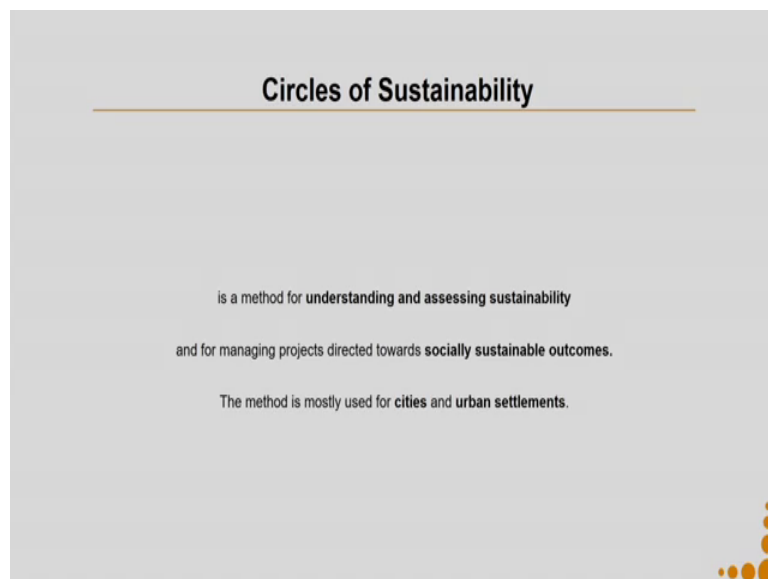 Circles of Sustainability
is a method for understanding and assessing sustainability
and for managing projects directed towards socially sustainable outcomes.
The method is mostly used for cities and urban settlements.